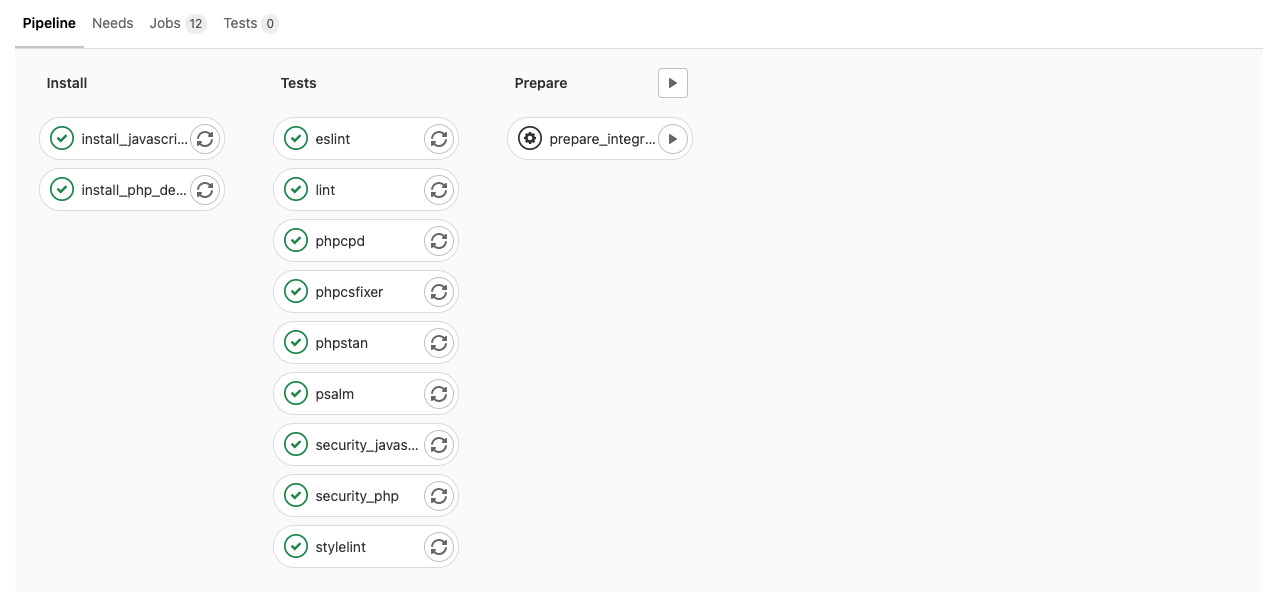 Pipeline Needs Jobs 12 Tests 0
Install
install_javascri...
install_php_de...
Tests
eslint
lint
phpcpd
phpcsfixer
phpstan
psalm
security_javas...
security_php
stylelint
Prepare
prepare_integr...